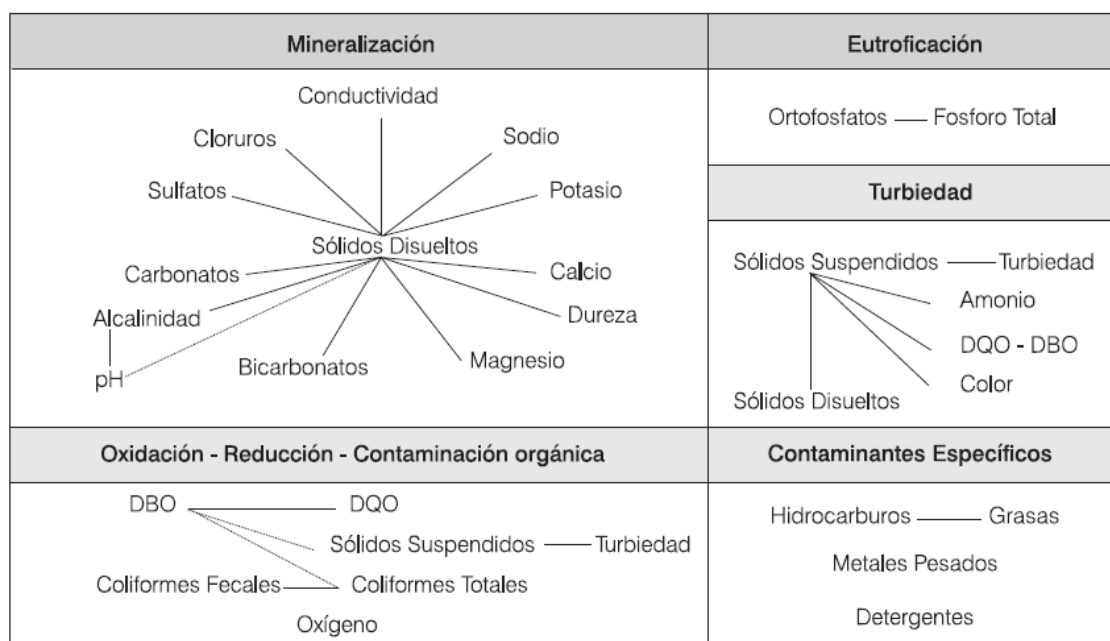 Mineralización
Conductividad
Cloruros
Sodio
Sulfatos
Potasio
Sólidos Disueltos
Carbonatos
Calcio
Alcalinidad
Dureza
Bicarbonatos
Magnesio
pH
Eutroficación
Ortofosfatos Fosforo Total
Turbiedad
Sólidos Suspendidos Turbiedad
Amonio
DQO - DBO
Color
Sólidos Disueltos
Oxidación - Reducción - Contaminación orgánica
DBO DQO
Sólidos Suspendidos Turbiedad
Coliformes Fecales Coliformes Totales
Oxígeno
Contaminantes Específicos
Hidrocarburos Grasas
Metales Pesados
Detergentes